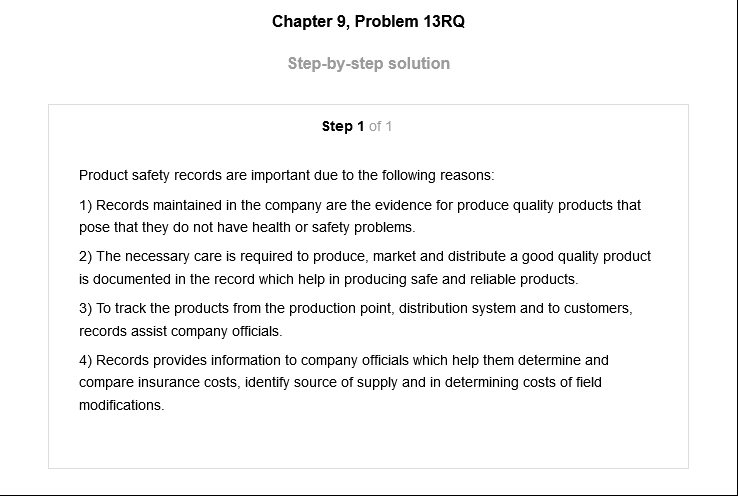 Chapter 9, Problem 13RQ
Step-by-step solution
Step 1 of 1
Product safety records are important due to the following reasons:
1) Records maintained in the company are the evidence for produce quality products that
pose that they do not have health or safety problems.
2) The necessary care is required to produce, market and distribute a good quality product
is documented in the record which help in producing safe and reliable products.
3) To track the products from the production point, distribution system and to customers,
records assist company officials.
4) Records provides information to company officials which help them determine and
compare insurance costs, identify source of supply and in determining costs of field
modifications.